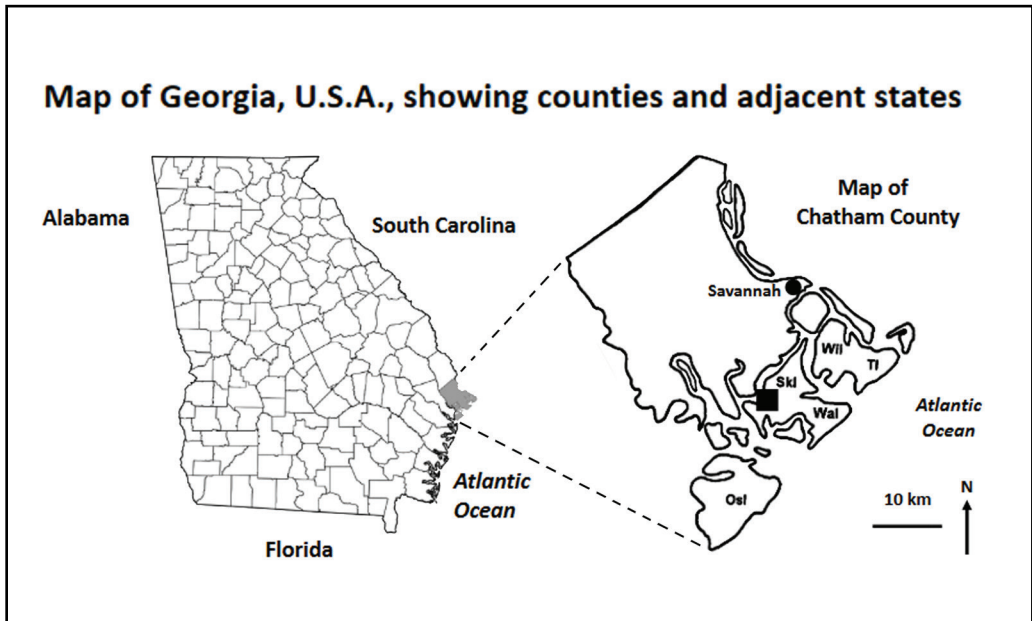 Map of Georgia, U.S.A., showing counties and adjacent states
Alabama
South Carolina
Atlantic
Ocean
Florida
Map of
Chatham County
Savannah
WiI
TI
SkI
WaI
OsI
Atlantic
Ocean
10 km
N